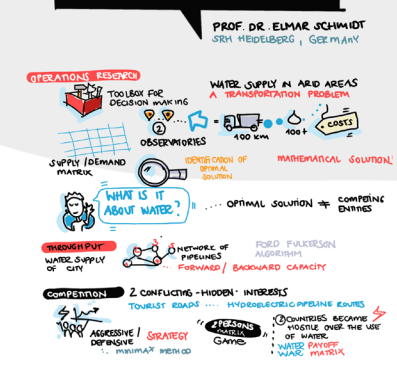 PROF. DR. ELMAR SCHMIDT
SRH HEIDELBERG, GERMANY
OPERATIONS RESEARCH
TOOLBOX FOR
DECISION MAKING
WATER SUPPLY IN ARID AREAS
A TRANSPORTATION PROBLEM
2
OBSERVATORIES
100 KM
100+
COSTS
SUPPLY/DEMAND
MATRIX
IDENTIFICATION OF
OPTIMAL
SOLUTION
MATHEMATICAL SOLUTION!
WHAT IS IT
ABOUT WATER?
.... OPTIMAL SOLUTION ≠ COMPETING
ENTITIES
THROUGHPUT
WATER SUPPLY
OF CITY
NETWORK OF
PIPELINES
FORD FULKERSON
ALGORITHM
FORWARD / BACKWARD CAPACITY
COMPETITION
2 CONFLICTING -HIDDEN- INTERESTS
TOURIST ROADS .... HYDROELECTRIC PIPELINE ROUTES
AGGRESSIVE /
DEFENSIVE
STRATEGY
MINIMAX METHOD
2 PERSONS
MATRIX
GAME
2 COUNTRIES BECAME
HOSTILE OVER THE USE
OF WATER
WATER PAYOFF
WAR MATRIX